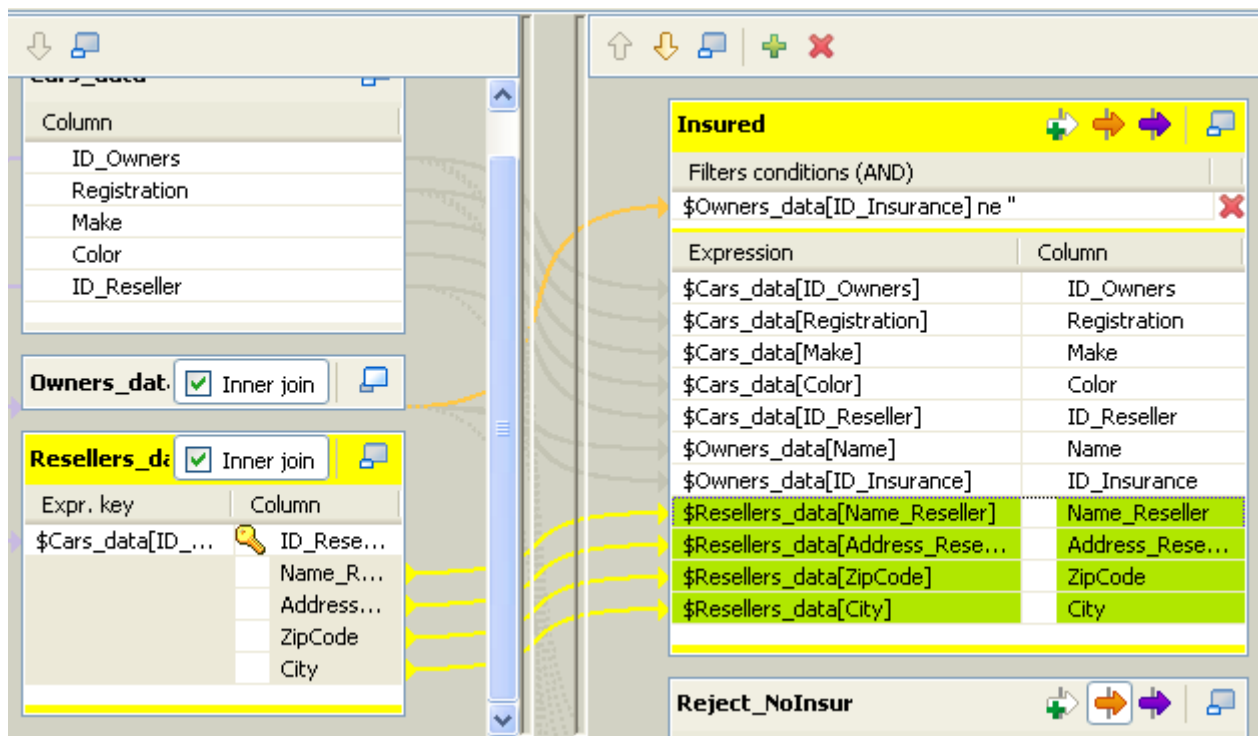 Cars_data
Column
ID_Owners
Registration
Make
Color
ID_Reseller
Owners_dat
Inner join
Resellers_da
Inner join
Expr. key Column
$Cars_data[ID_... ID_Rese...
Name_R...
Address...
ZipCode
City
Insured
Filters conditions (AND)
$Owners_data[ID_Insurance] ne ''
Expression Column
$Cars_data[ID_Owners] ID_Owners
$Cars_data[Registration] Registration
$Cars_data[Make] Make
$Cars_data[Color] Color
$Cars_data[ID_Reseller] ID_Reseller
$Owners_data[Name] Name
$Owners_data[ID_Insurance] ID_Insurance
$Resellers_data[Name_Reseller] Name_Reseller
$Resellers_data[Address_Rese... Address_Rese...
$Resellers_data[ZipCode] ZipCode
$Resellers_data[City] City
Reject_NoInsur